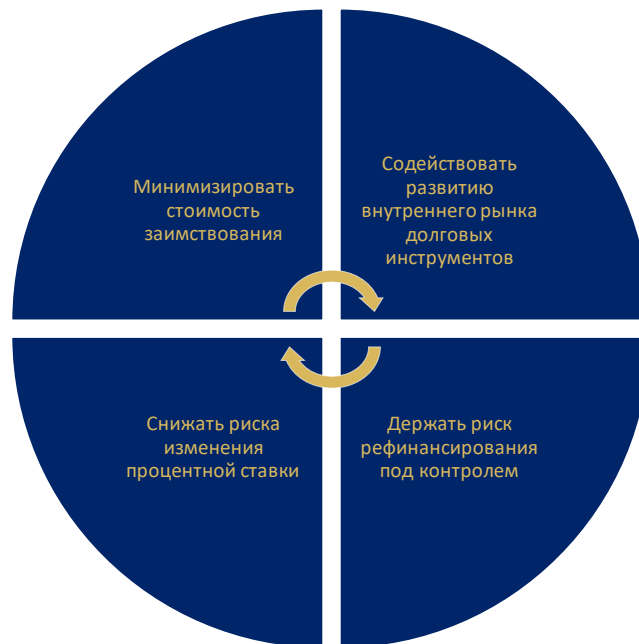 Минимизировать
стоимость
заимствования
Содействовать
развитию
внутреннего рынка
долговых
инструментов
Снижать риска
изменения
процентной ставки
Держать риск
рефинансирования
под контролем